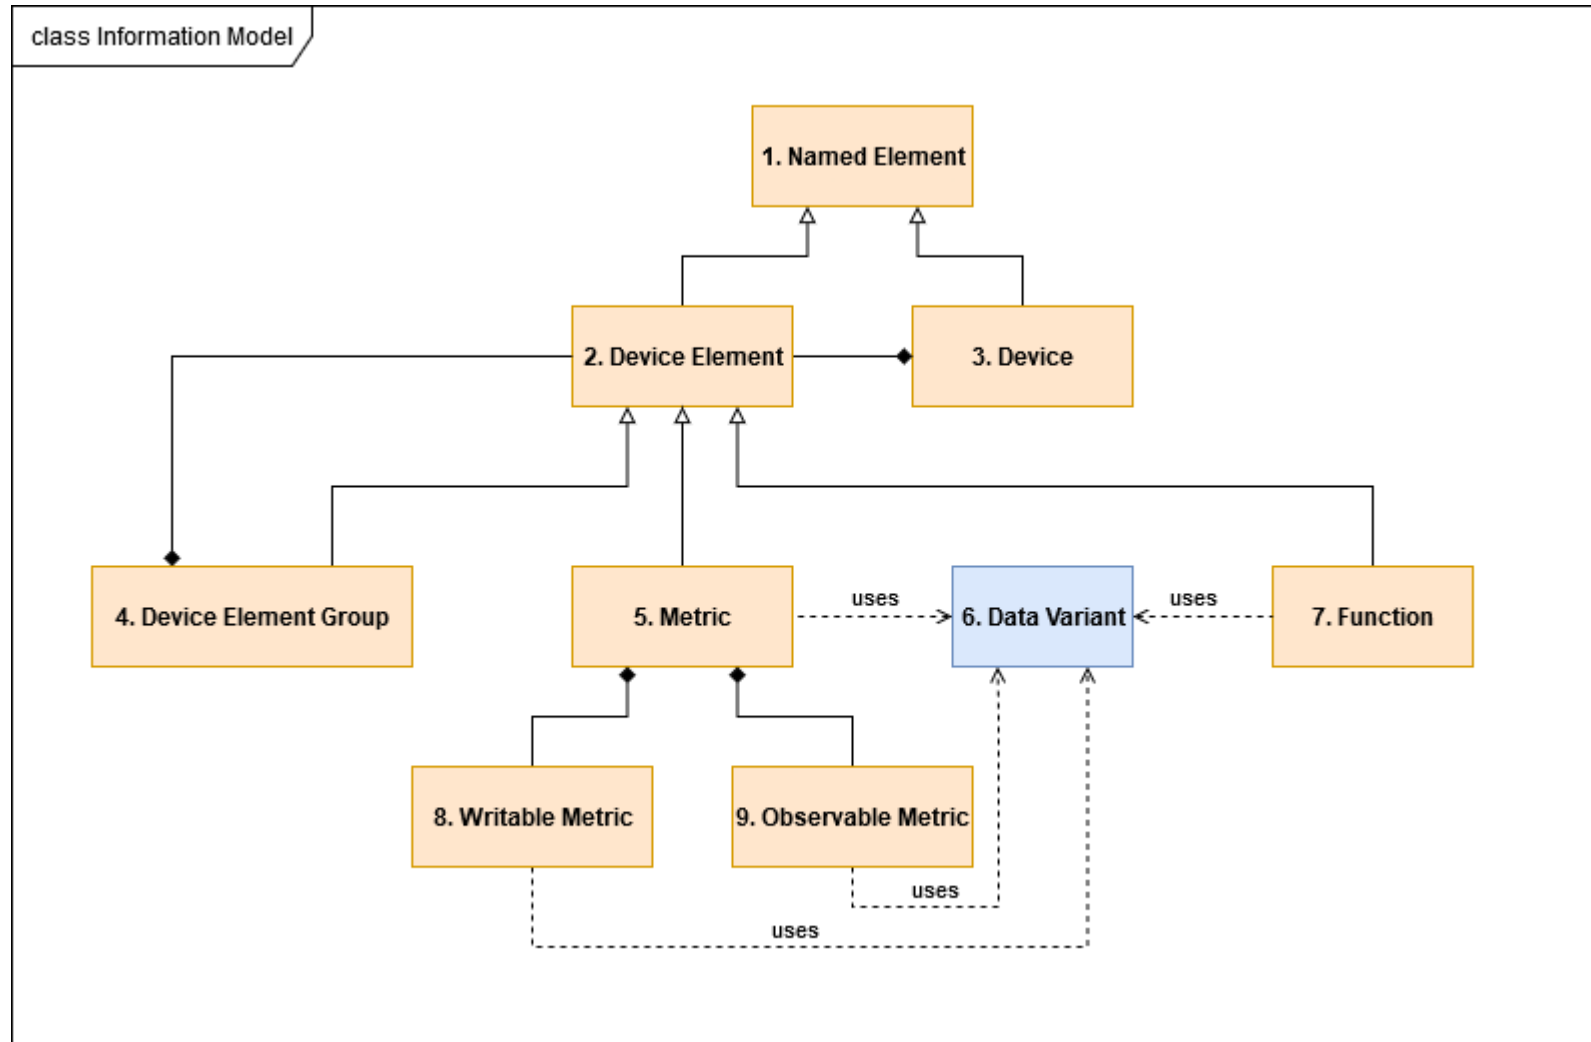 class Information Model
1. Named Element
2. Device Element
3. Device
4. Device Element Group
5. Metric
uses
6. Data Variant
uses
7. Function
8. Writable Metric
9. Observable Metric
uses
uses